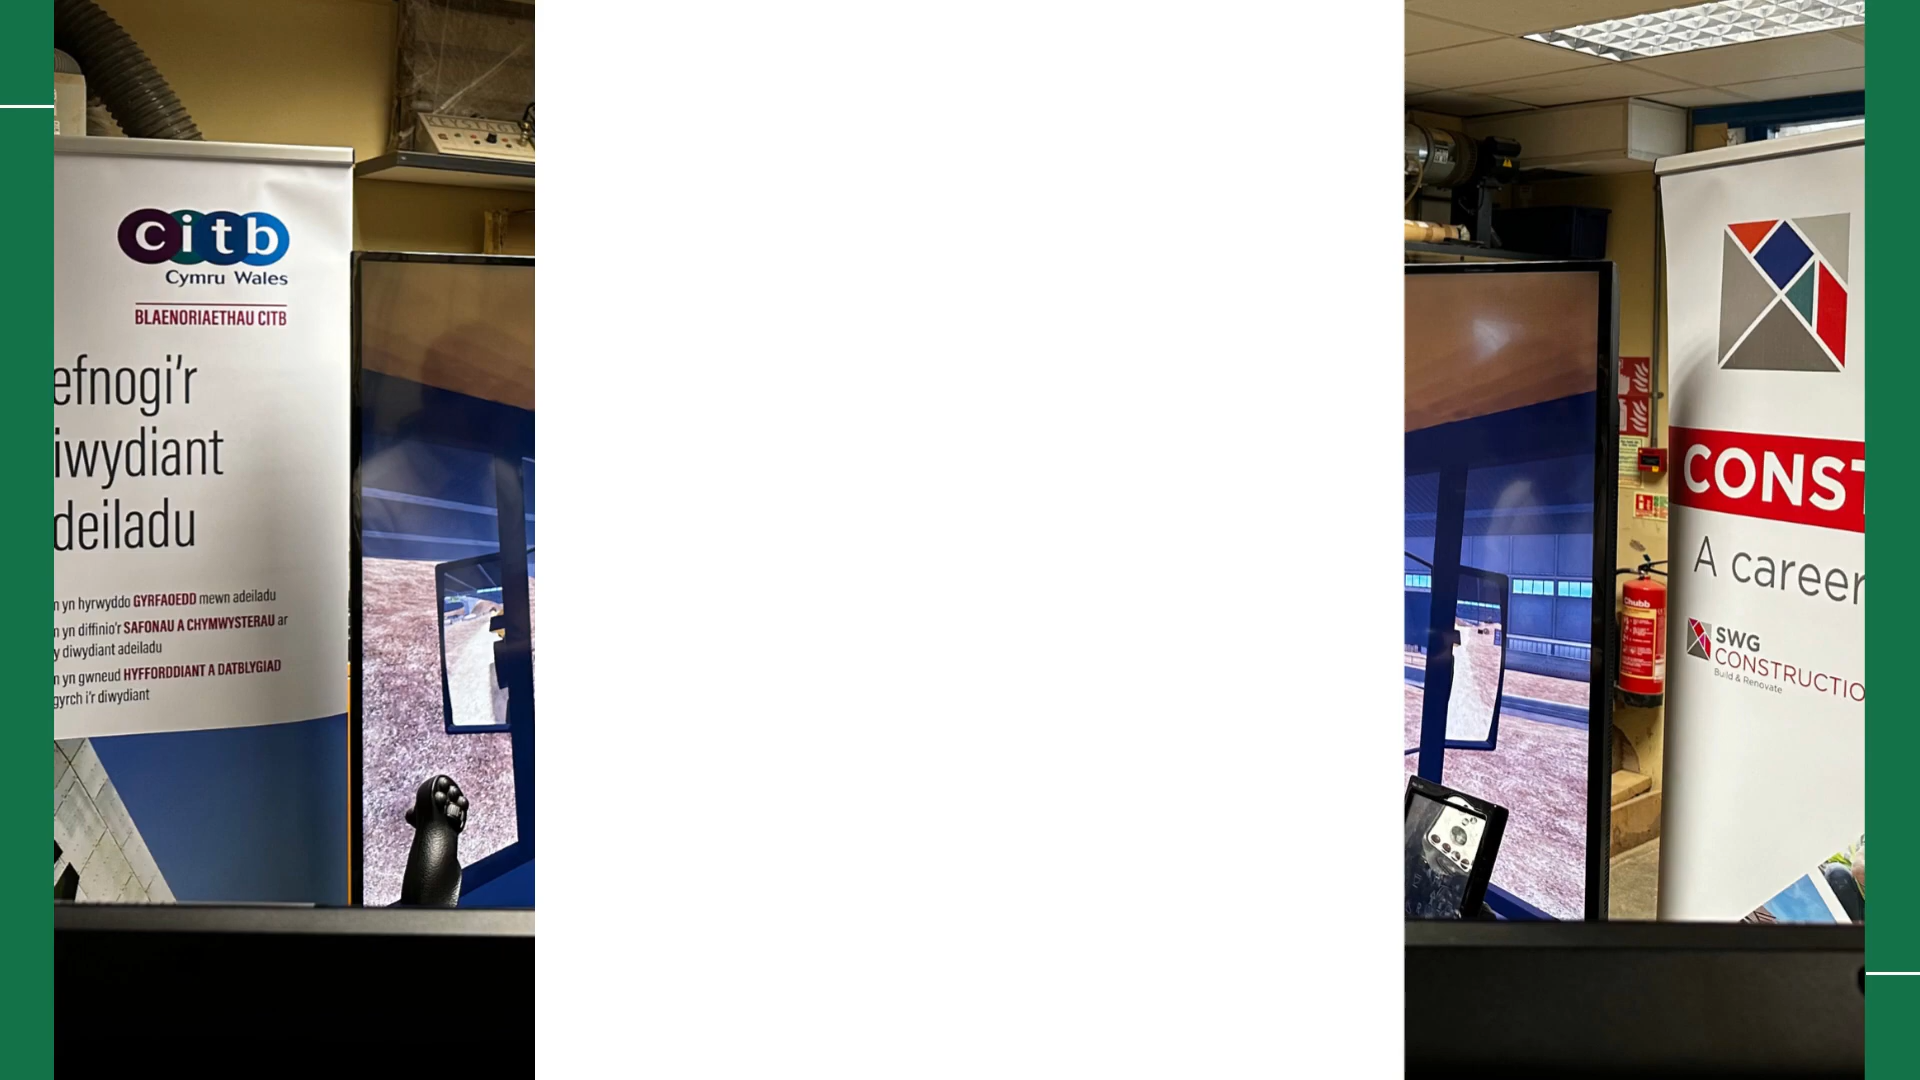 citb
Cymru Wales
BLAENORIAETHAU CITB
efnogi'r
iwydiant
deiladu
n yn hyrwyddo GYRFAOEDD mewn adeiladu
n yn diffinio'r SAFONAU A CHYMWYSTERAU ar
y diwydiant adeiladu
n yn gwneud HYFFORDDIANT A DATBLYGIAD
gyrch i'r diwydiant
CONST
A career
SWG
CONSTRUCTIO
Build & Renovate
Chubb